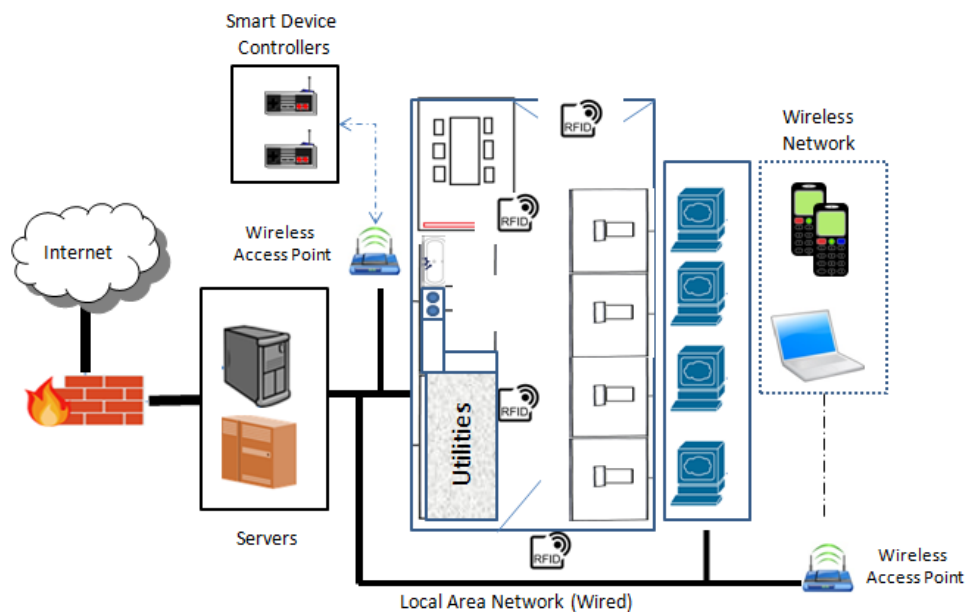 Smart Device
Controllers
RFID
Wireless
Network
RFID
Wireless
Access Point
Internet
RFID
Utilities
Servers
RFID
Wireless
Access Point
Local Area Network (Wired)